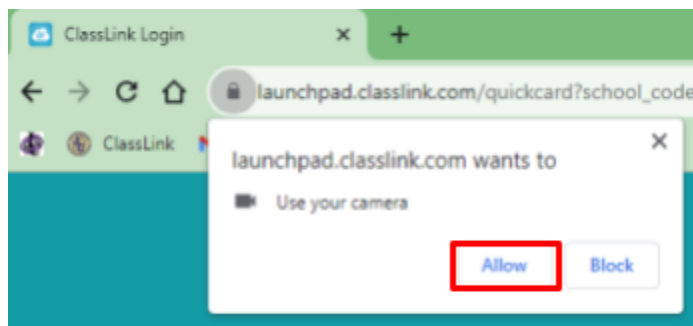 ClassLink Login
launchpad.classlink.com/quickcard?school_code
ClassLink
launchpad.classlink.com wants to
Use your camera
Allow Block